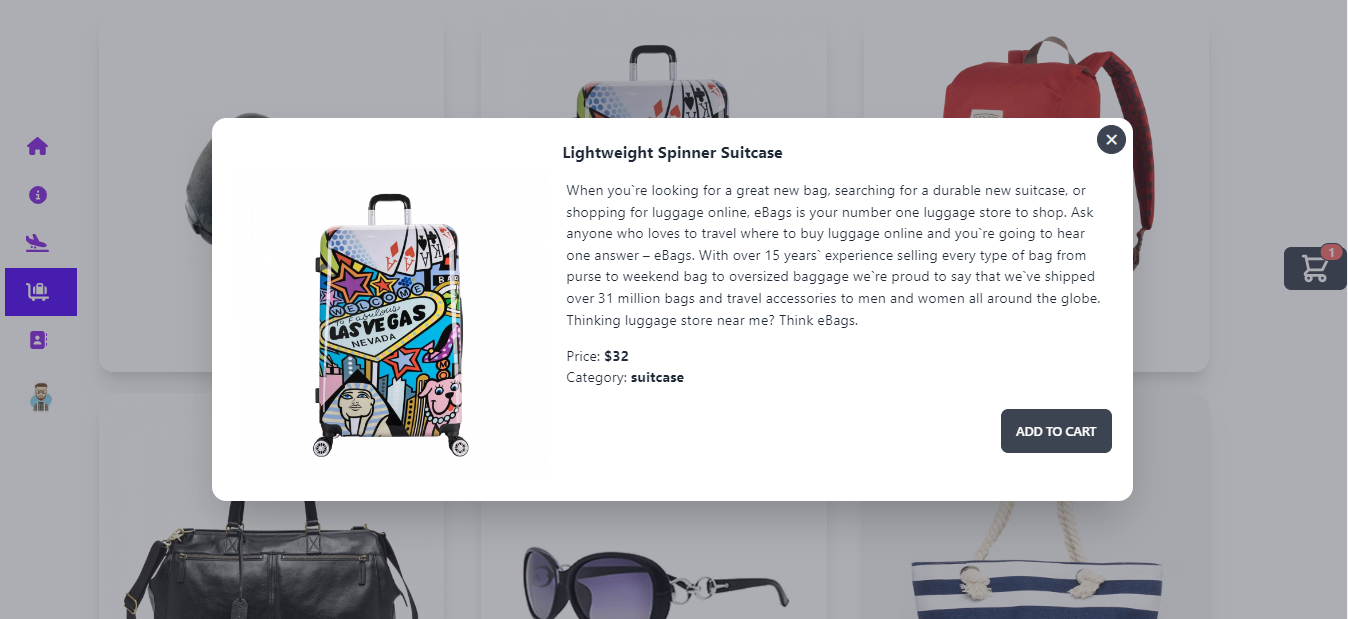 Lightweight Spinner Suitcase
When you`re looking for a great new bag, searching for a durable new suitcase, or
shopping for luggage online, eBags is your number one luggage store to shop. Ask
anyone who loves to travel where to buy luggage online and you`re going to hear
one answer – eBags. With over 15 years` experience selling every type of bag from
purse to weekend bag to oversized baggage we`re proud to say that we`ve shipped
over 31 million bags and travel accessories to men and women all around the globe.
Thinking luggage store near me? Think eBags.
Price: $32
Category: suitcase
ADD TO CART
1
A A K K
BAR
WELCOME
To Fabulous
LAS VEGAS
NEVADA